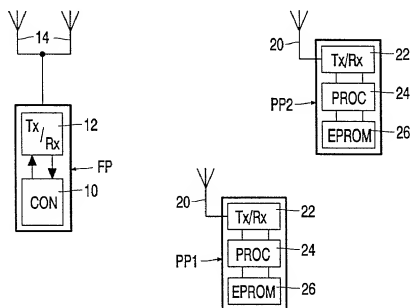 14
Tx/Rx
12
FP
10
CON
20
Tx/Rx
22
PROC
24
PP2
EPROM
26
20
Tx/Rx
22
PROC
24
PP1
EPROM
26